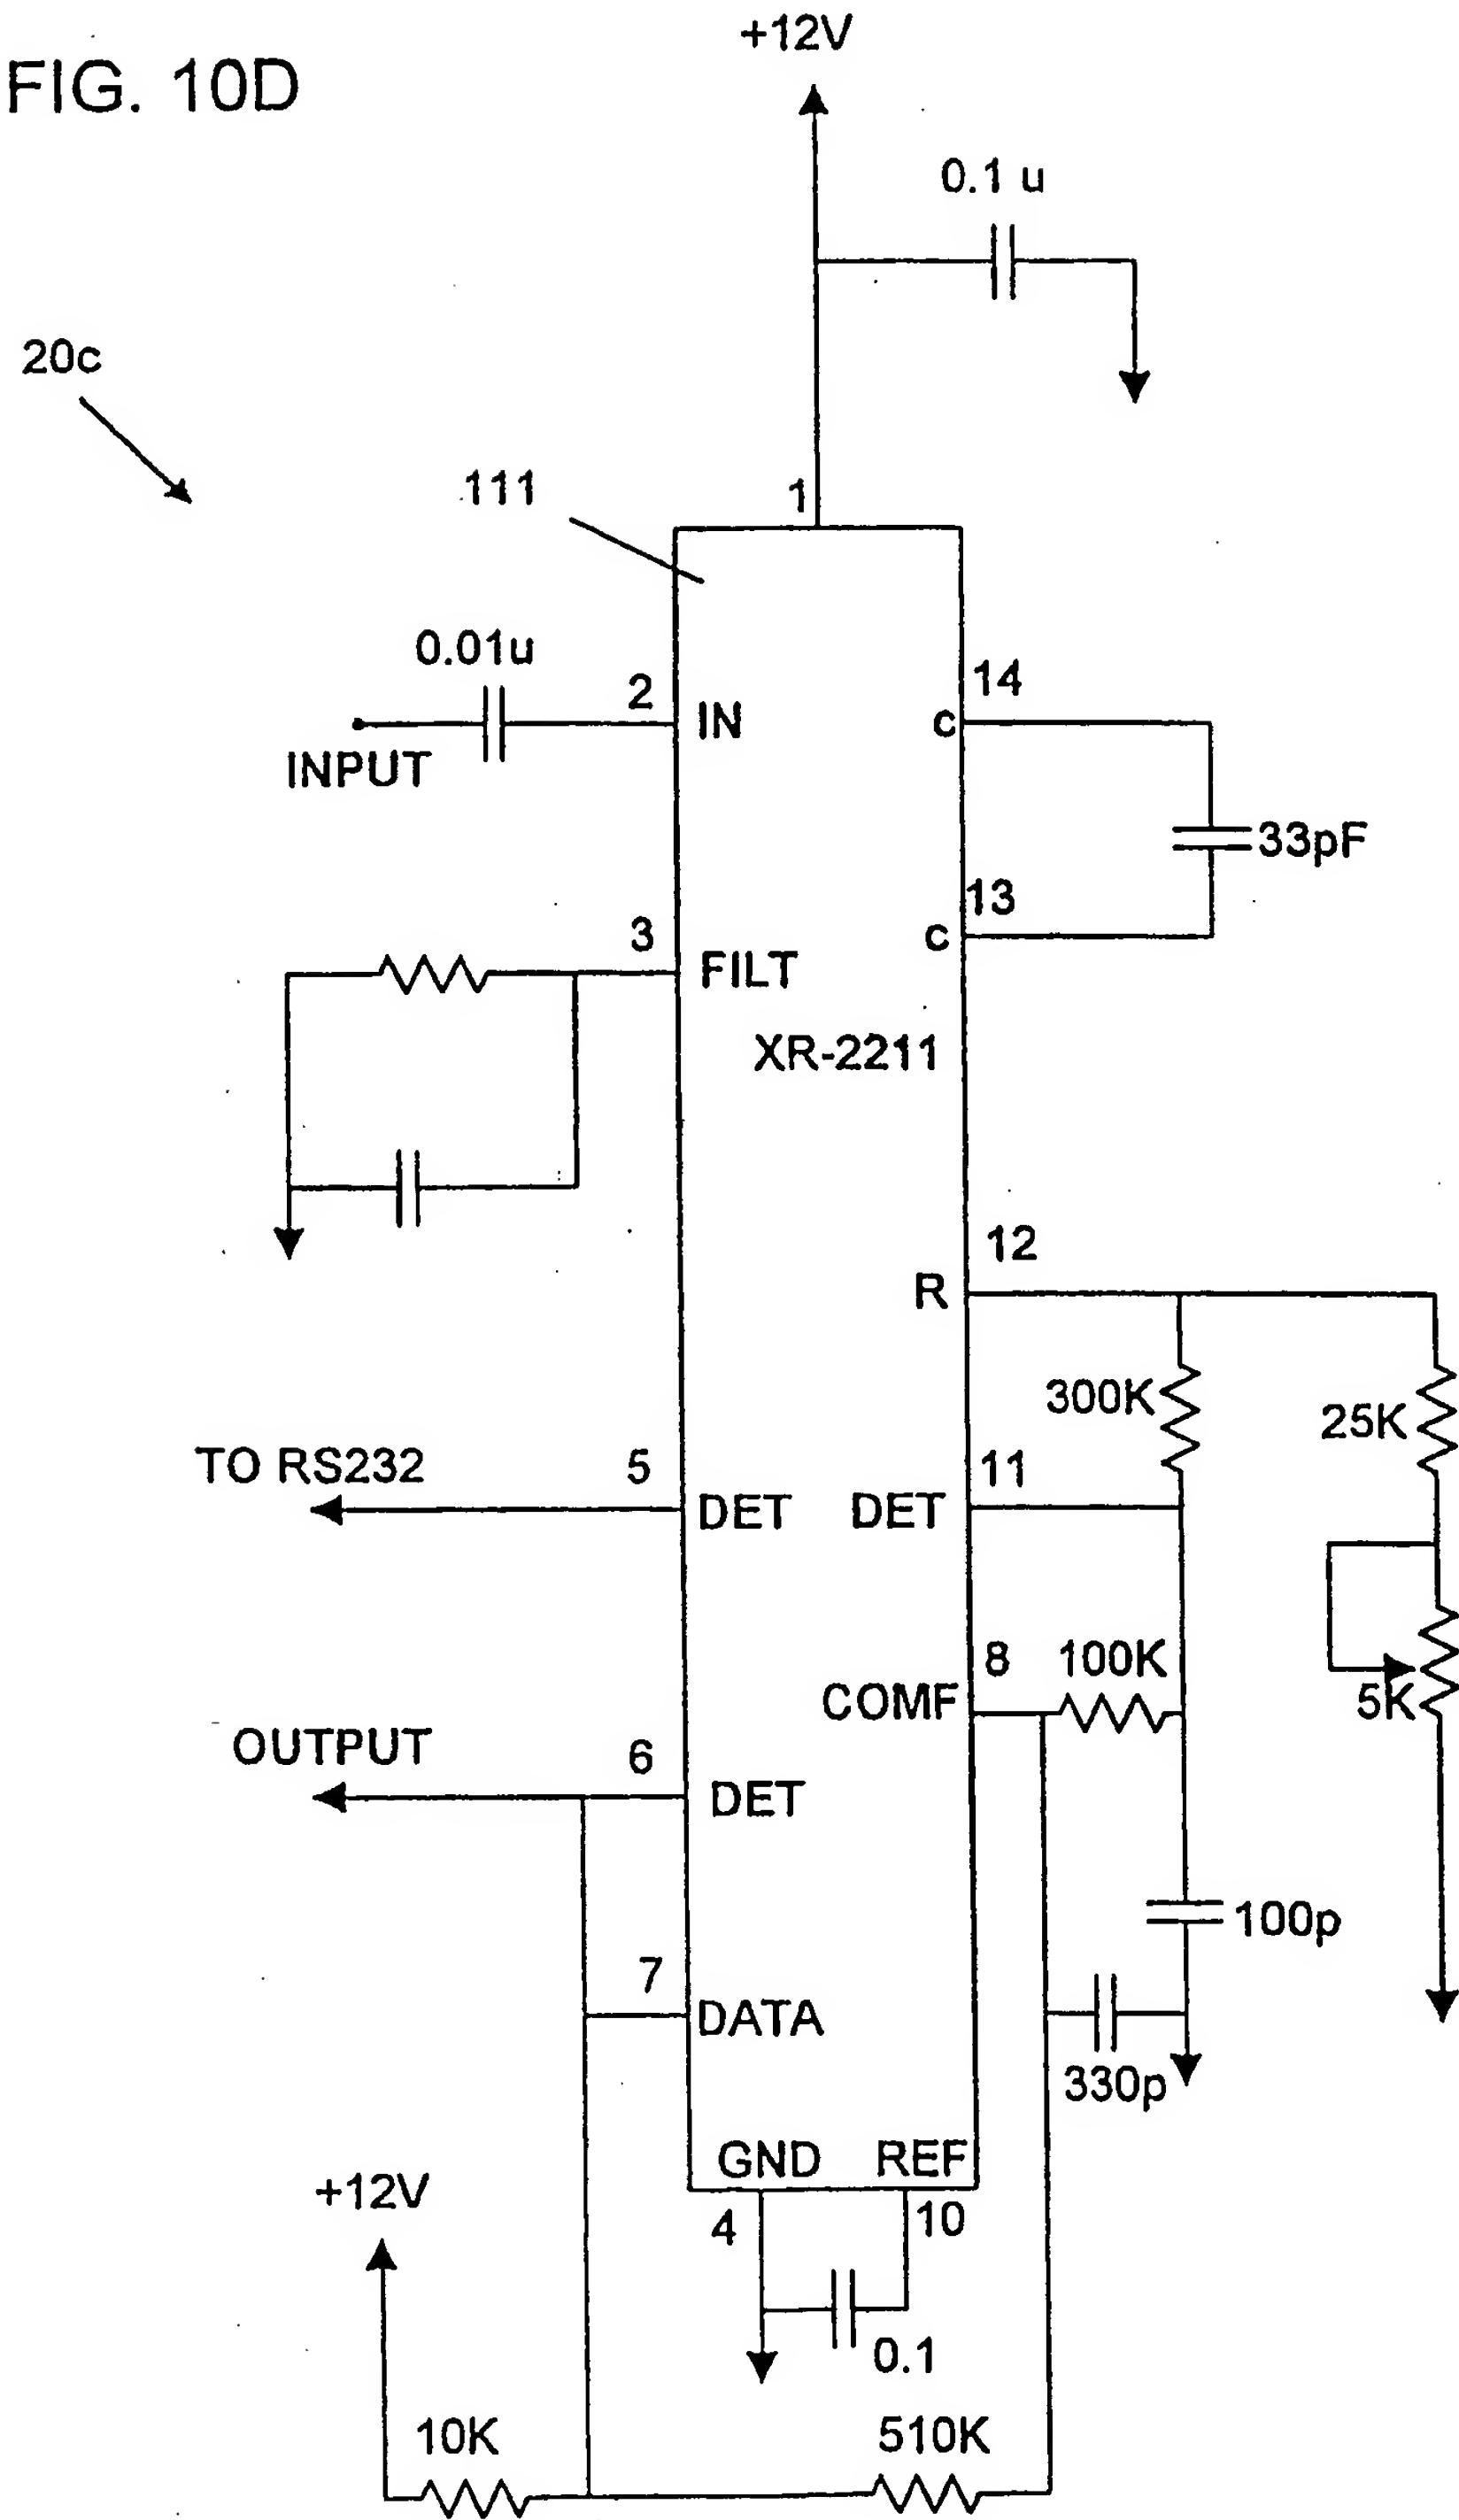 FIG. 10D
+12V
0.1 u
20c
111
1
0.01u
2
IN
INPUT
14
c
33pF
13
c
3
FILT
XR-2211
12
R
300K
25K
TO RS232
5
DET
DET
11
8
100K
COMF
5K
OUTPUT
6
DET
100p
7
DATA
330p
GND
REF
+12V
4
10
0.1
10K
510K